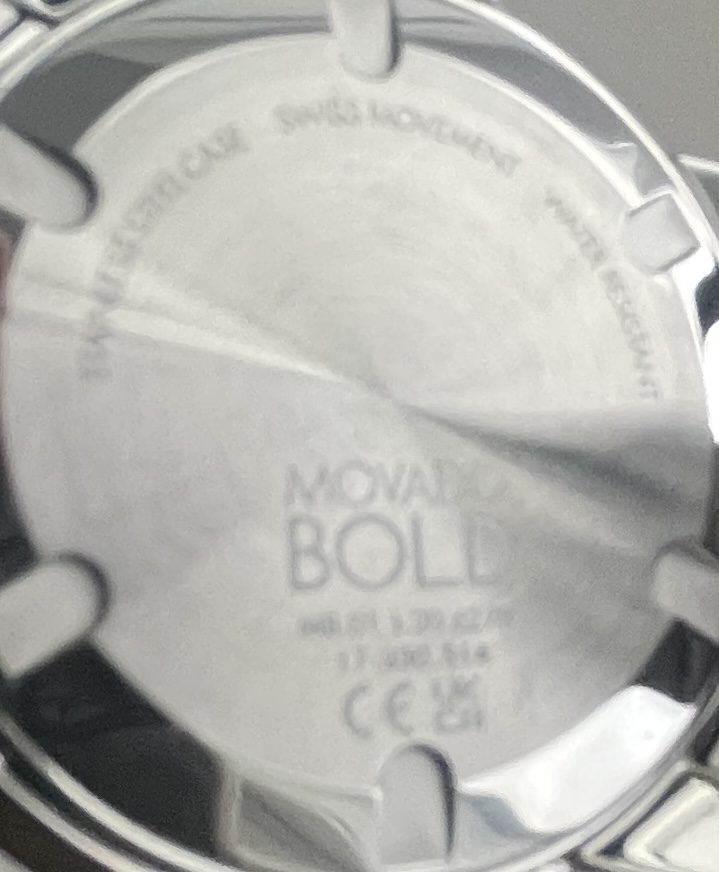 STAINLESS STEEL CASE
SWISS MOVEMENT
WATER RESISTANT
MOVADO
BOLD
CE UK
CA